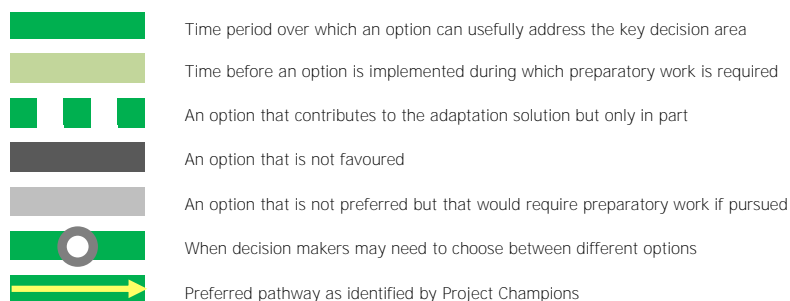 Time period over which an option can usefully address the key decision area
Time before an option is implemented during which preparatory work is required
An option that contributes to the adaptation solution but only in part
An option that is not favoured
An option that is not preferred but that would require preparatory work if pursued
When decision makers may need to choose between different options
Preferred pathway as identified by Project Champions